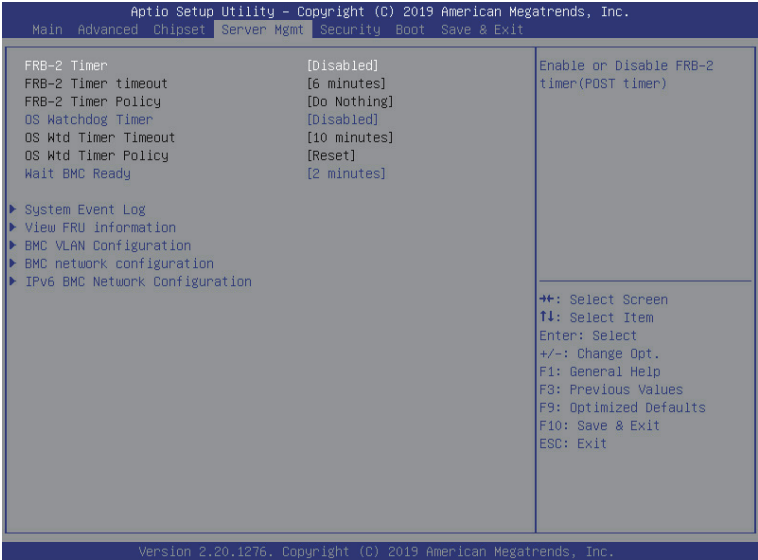 Aptio Setup Utility – Copyright (C) 2019 American Megatrends, Inc.
Main Advanced Chipset Server Mgmt Security Boot Save & Exit
FRB-2 Timer [Disabled]
FRB-2 Timer timeout [6 minutes]
FRB-2 Timer Policy [Do Nothing]
OS Watchdog Timer [Disabled]
OS Wtd Timer Timeout [10 minutes]
OS Wtd Timer Policy [Reset]
Wait BMC Ready [2 minutes]
System Event Log
View FRU information
BMC VLAN Configuration
BMC network configuration
IPv6 BMC Network Configuration
Enable or Disable FRB-2
timer(POST timer)
→←: Select Screen
↑↓: Select Item
Enter: Select
+/-: Change Opt.
F1: General Help
F3: Previous Values
F9: Optimized Defaults
F10: Save & Exit
ESC: Exit
Version 2.20.1276. Copyright (C) 2019 American Megatrends, Inc.